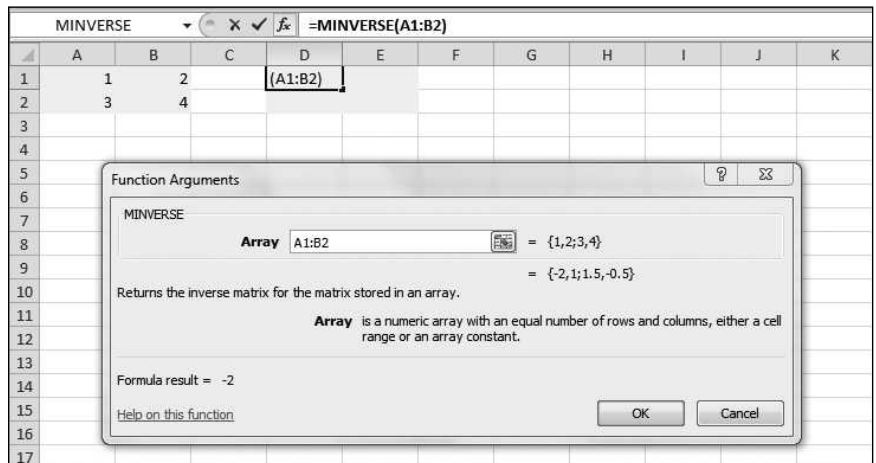 MINVERSE fx =MINVERSE(A1:B2)
A B C D E F G H I J K
1 1 2 (A1:B2)
2 3 4
3
4
5 Function Arguments ?
6
7 MINVERSE
8 Array A1:B2 = {1,2;3,4}
9 = {-2,1;1.5,-0.5}
10 Returns the inverse matrix for the matrix stored in an array.
11 Array is a numeric array with an equal number of rows and columns, either a cell
12 range or an array constant.
13
14 Formula result = -2
15 Help on this function OK Cancel
16
17